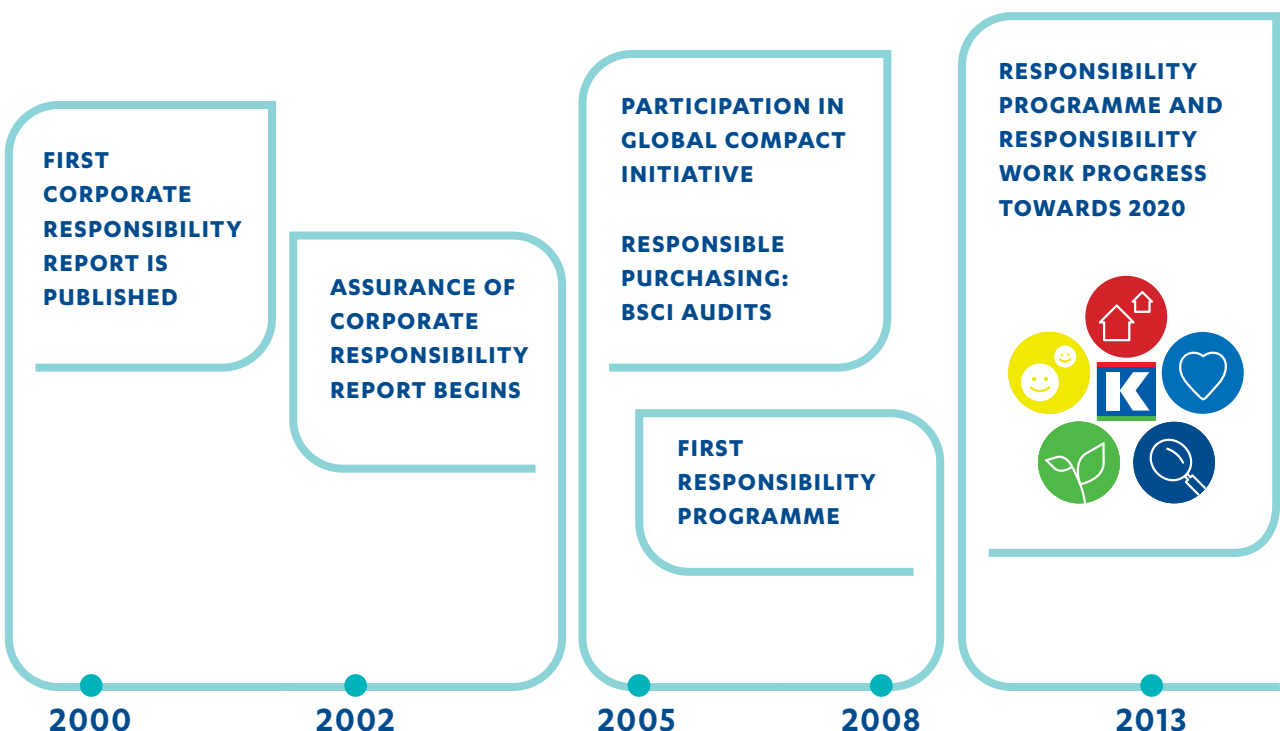 FIRST
CORPORATE
RESPONSIBILITY
REPORT IS
PUBLISHED
ASSURANCE OF
CORPORATE
RESPONSIBILITY
REPORT BEGINS
PARTICIPATION IN
GLOBAL COMPACT
INITIATIVE
RESPONSIBLE
PURCHASING:
BSCI AUDITS
FIRST
RESPONSIBILITY
PROGRAMME
RESPONSIBILITY
PROGRAMME AND
RESPONSIBILITY
WORK PROGRESS
TOWARDS 2020
K
2000
2002
2005
2008
2013